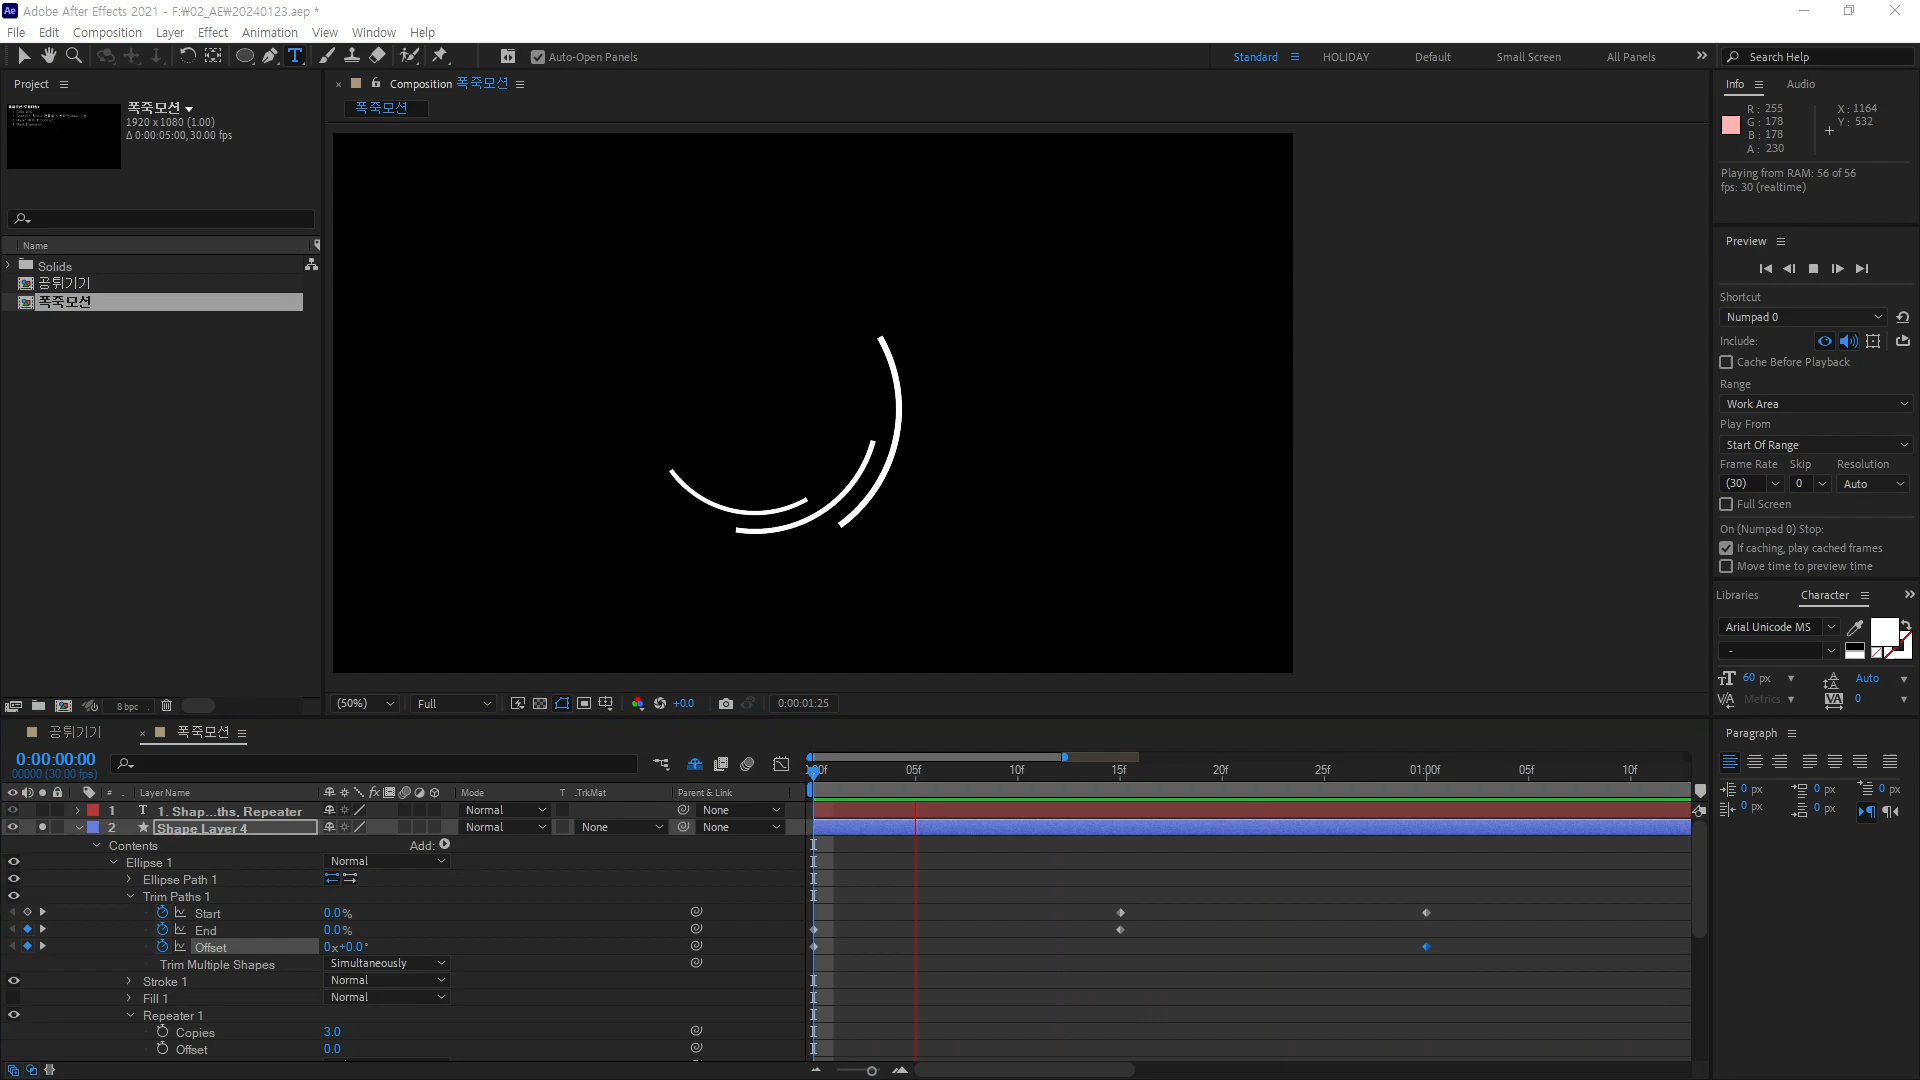 Adobe After Effects 2021 - F:₩02_AE₩20240123.aep *
File Edit Composition Layer Effect Animation View Window Help
Auto-Open Panels
Standard HOLIDAY Default Small Screen All Panels
Search Help
Project
폭죽모션
1920 x 1080 (1.00)
Δ 0:00:05:00, 30.00 fps
Name
Solids
공튀기기
폭죽모션
8 bpc
Composition 폭죽모션
폭죽모션
(50%) Full +0.0 0:00:01:25
Info Audio
R : 255 X : 1164
G : 178 Y : 532
B : 178
A : 230
Playing from RAM: 56 of 56
fps: 30 (realtime)
Preview
Shortcut
Numpad 0
Include:
Cache Before Playback
Range
Work Area
Play From
Start Of Range
Frame Rate Skip Resolution
(30) 0 Auto
Full Screen
On (Numpad 0) Stop:
If caching, play cached frames
Move time to preview time
Libraries Character
Arial Unicode MS
-
60 px Auto
Metrics 0
Paragraph
0 px 0 px 0 px
0 px 0 px
공튀기기 폭죽모션
0:00:00:00
00000 (30.00 fps)
05f 10f 15f 20f 25f 01:00f 05f 10f
# Layer Name Mode T .TrkMat Parent & Link
1 T 1. Shap...ths, Repeater Normal None
2 Shape Layer 4 Normal None None
Contents Add:
Ellipse 1 Normal
Ellipse Path 1
Trim Paths 1
Start 0.0%
End 0.0%
Offset 0x+0.0°
Trim Multiple Shapes Simultaneously
Stroke 1 Normal
Fill 1 Normal
Repeater 1
Copies 3.0
Offset 0.0